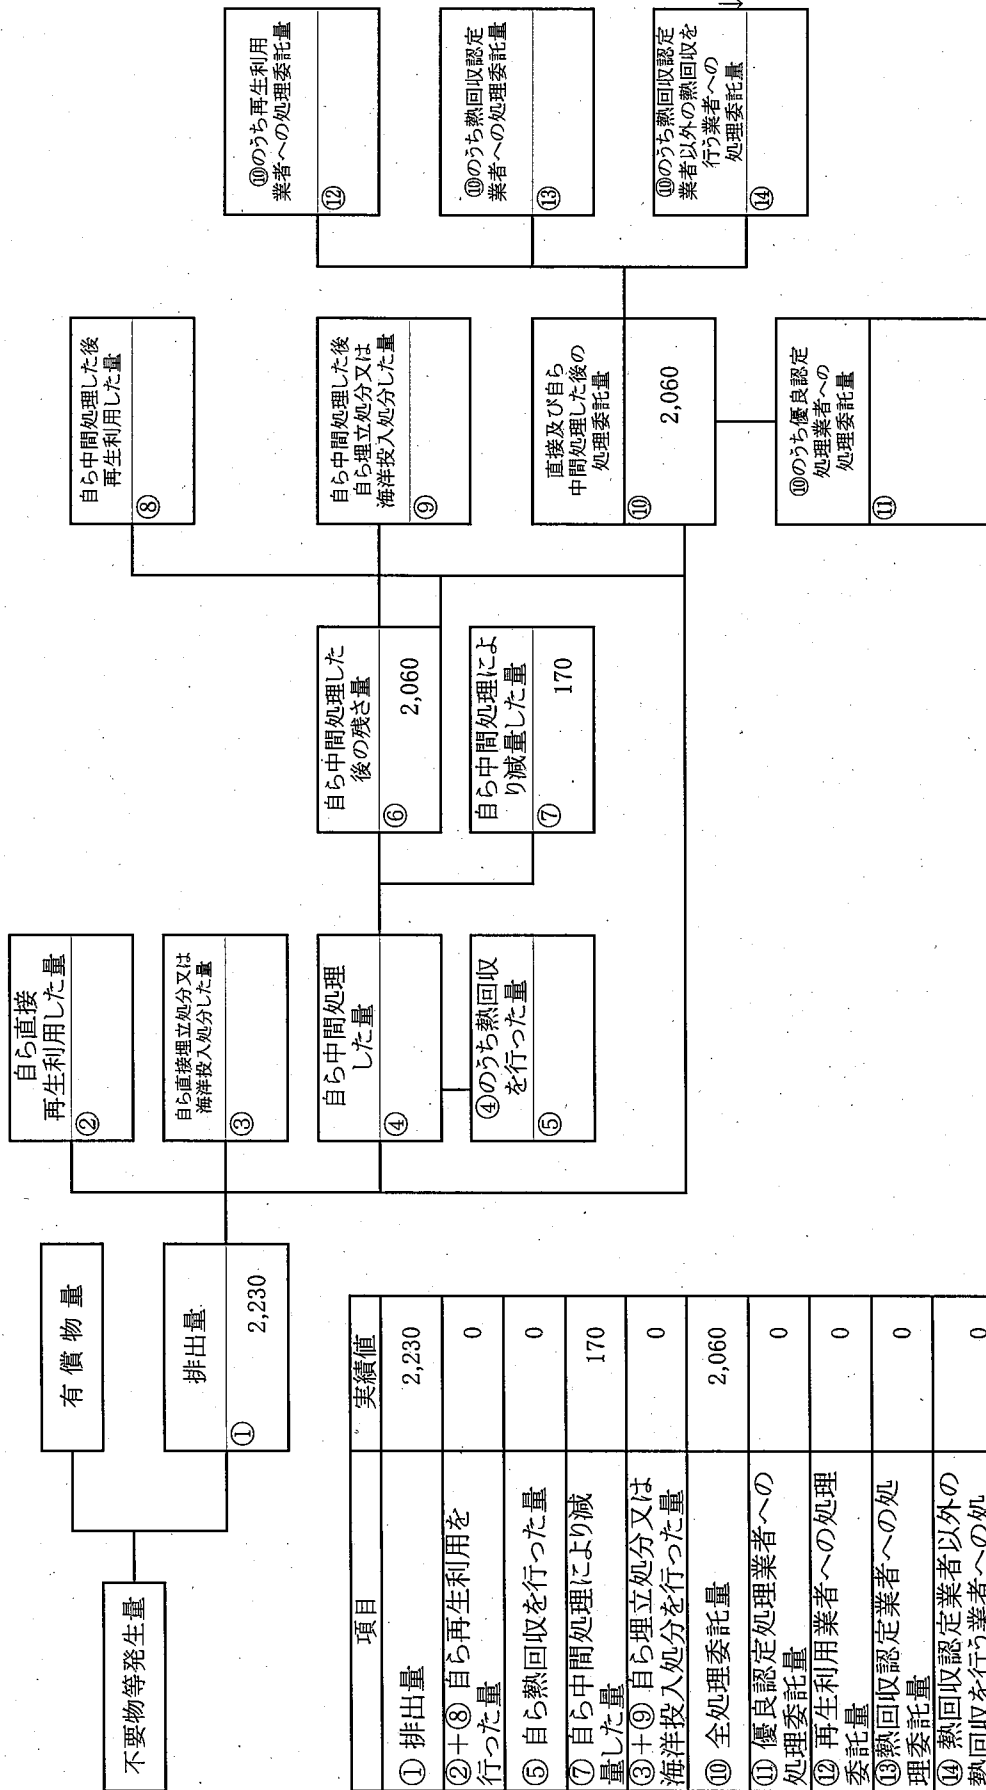 不要物等発生量
有償物量
排出量
①
2,230
自ら直接
再生利用した量
②
自ら直接埋立処分又は
海洋投入処分した量
③
自ら中間処理
した量
④
④のうち熱回収
を行った量
⑤
自ら中間処理した
後の残さ量
⑥
2,060
自ら中間処理によ
り減量した量
⑦
170
自ら中間処理した後
再生利用した量
⑧
自ら中間処理した後
自ら埋立処分又は
海洋投入処分した量
⑨
直接及び自ら
中間処理した後の
処理委託量
⑩
2,060
⑩のうち優良認定
処理業者への
処理委託量
⑪
⑩のうち再生利用
業者への処理委託量
⑫
⑩のうち熱回収認定
業者への処理委託量
⑬
⑩のうち熱回収認定
業者以外の熱回収を
行う業者への
処理委託量
⑭
項目 実績値
①排出量 2,230
②+⑧ 自ら再生利用を
行った量 0
⑤ 自ら熱回収を行った量 0
⑦ 自ら中間処理により減
量した量 170
③+⑨ 自ら埋立処分又は
海洋投入処分を行った量 0
⑩ 全処理委託量 2,060
⑪ 優良認定処理業者への
処理委託量 0
⑫ 再生利用業者への処理
委託量 0
⑬熱回収認定業者への処
理委託量 0
⑭ 熱回収認定業者以外の
熱回収を行う業者への処 0